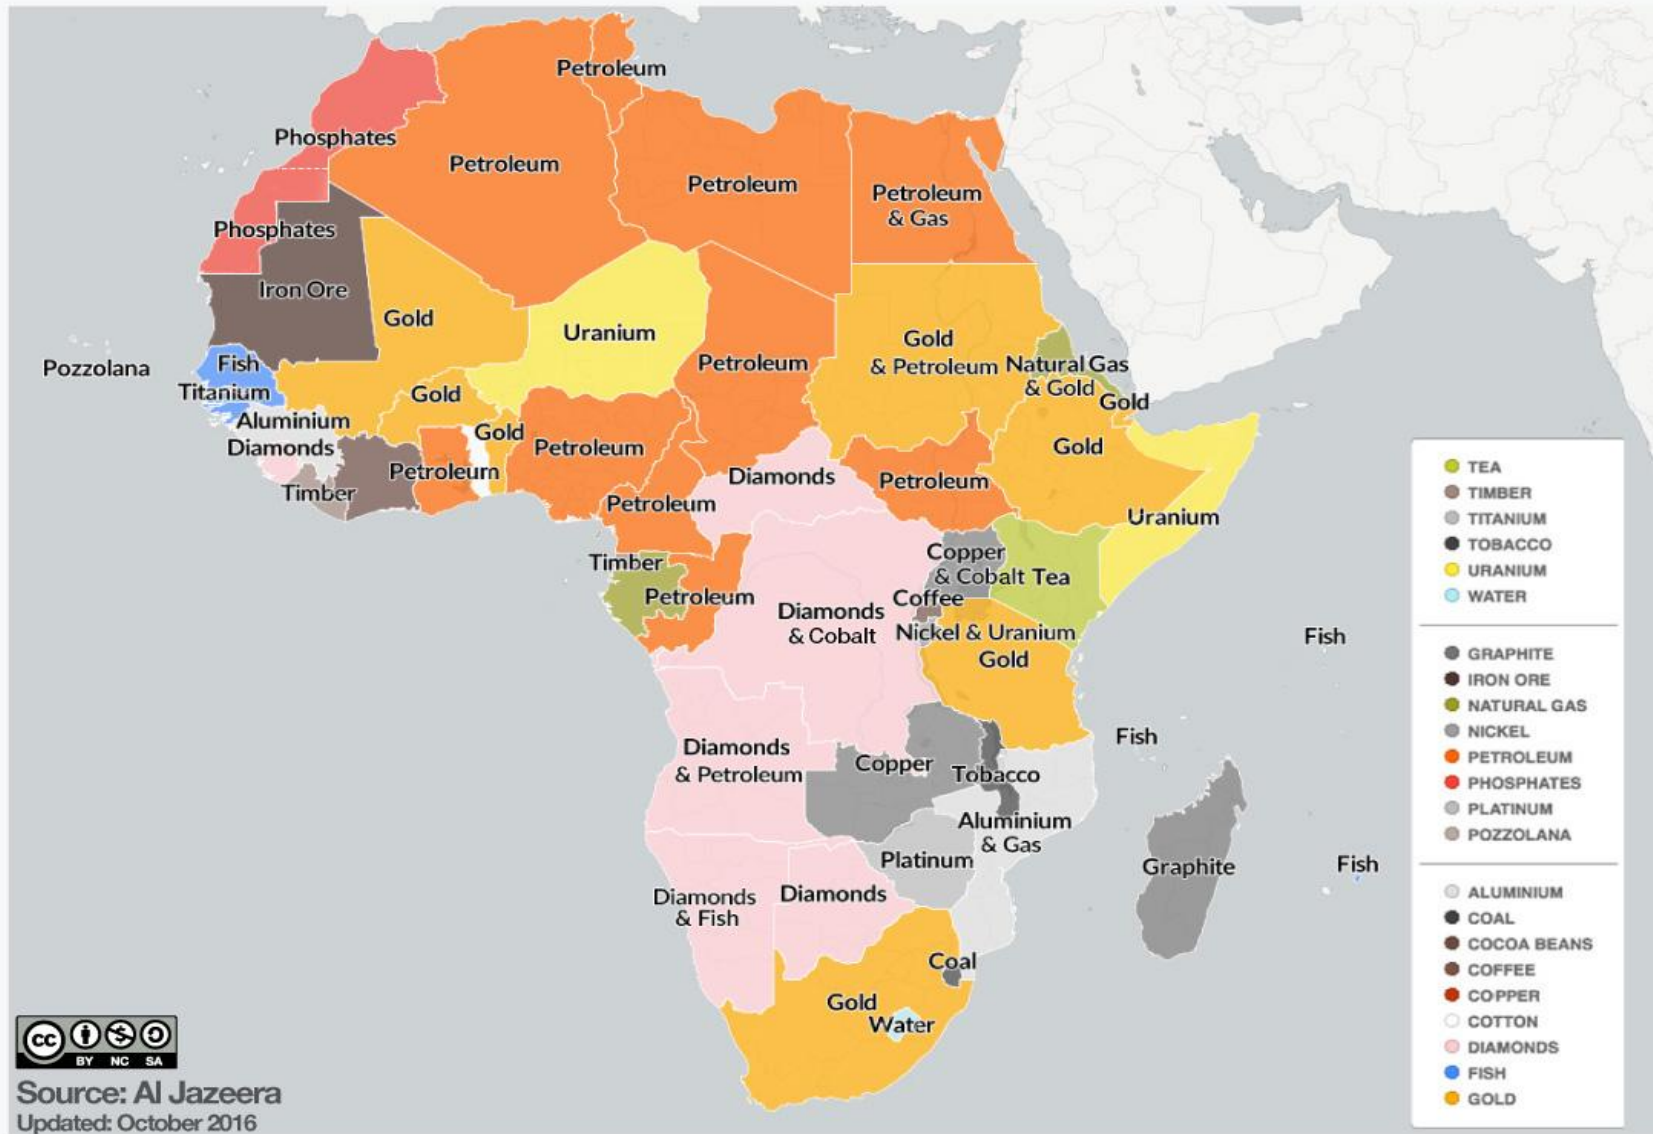 Petroleum
Phosphates
Petroleum
Petroleum
Petroleum
& Gas
Phosphates
Iron Ore
Gold
Uranium
Petroleum
Gold
& Petroleum
Natural Gas
& Gold
Gold
Pozzolana
Fish
Titanium
Aluminium
Diamonds
Timber
Gold
Gold
Petroleum
Petroleum
Petroleum
Diamonds
Petroleum
Gold
Uranium
Timber
Petroleum
Copper
& Cobalt
Tea
Coffee
Diamonds
& Cobalt
Nickel & Uranium
Gold
Fish
Fish
Diamonds
& Petroleum
Copper
Tobacco
Aluminium
& Gas
Platinum
Graphite
Fish
Diamonds
& Fish
Diamonds
Coal
Gold
Water
TEA
TIMBER
TITANIUM
TOBACCO
URANIUM
WATER
GRAPHITE
IRON ORE
NATURAL GAS
NICKEL
PETROLEUM
PHOSPHATES
PLATINUM
POZZOLANA
ALUMINIUM
COAL
COCOA BEANS
COFFEE
COPPER
COTTON
DIAMONDS
FISH
GOLD
cc
BY NC SA
Source: Al Jazeera
Updated: October 2016